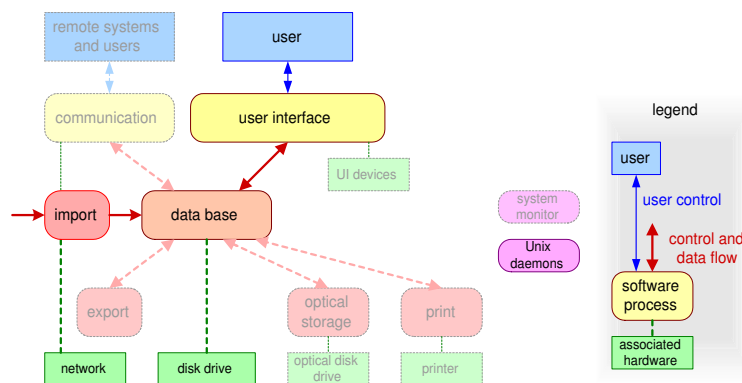 remote systems
and users
user
communication
user interface
UI devices
import
data base
system
monitor
Unix
daemons
export
optical
storage
print
network
disk drive
optical disk
drive
printer
legend
user
user control
control and
data flow
software
process
associated
hardware